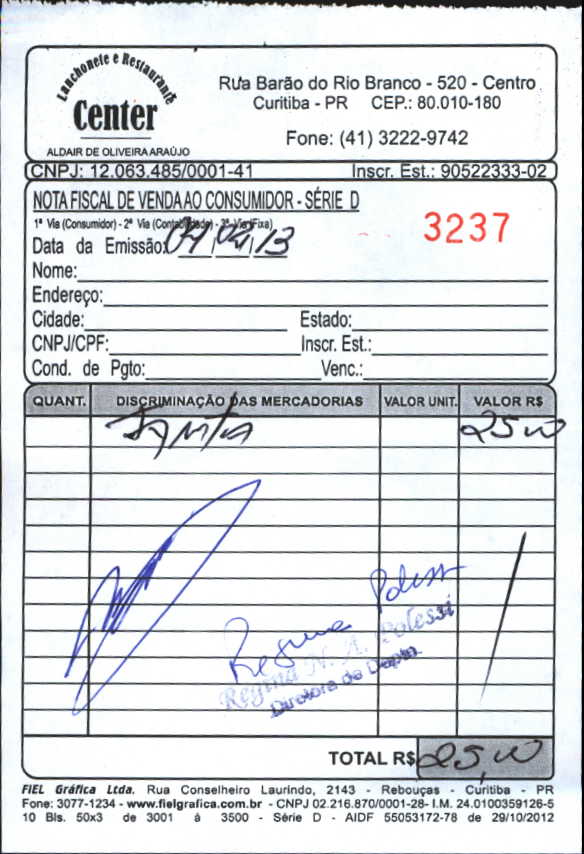 Lanchonete e Restaurante
Center
ALDAIR DE OLIVEIRA ARAÚJO
Rua Barão do Rio Branco - 520 - Centro
Curitiba - PR CEP.: 80.010-180
Fone: (41) 3222-9742
CNPJ: 12.063.485/0001-41 Inscr. Est.: 90522333-02
NOTA FISCAL DE VENDA AO CONSUMIDOR - SÉRIE D
1ª Via (Consumidor) - 2ª Via (Contabilidade) - 3ª Via (Fixa)
3237
Data da Emissão: 04/04/13
Nome:
Endereço:
Cidade: Estado:
CNPJ/CPF: Inscr. Est.:
Cond. de Pgto: Venc.:
QUANT. DISCRIMINAÇÃO DAS MERCADORIAS VALOR UNIT. VALOR R$
JANTA 25,00
Regina Polessi
Regina N. A. Polessi
Diretora de Depto.
TOTAL R$ 25,00
FIEL Gráfica Ltda. Rua Conselheiro Laurindo, 2143 - Rebouças - Curitiba - PR
Fone: 3077-1234 - www.fielgrafica.com.br - CNPJ 02.216.870/0001-28 - I.M. 24.0100359126-5
10 Bls. 50x3 de 3001 á 3500 - Série D - AIDF 55053172-78 de 29/10/2012